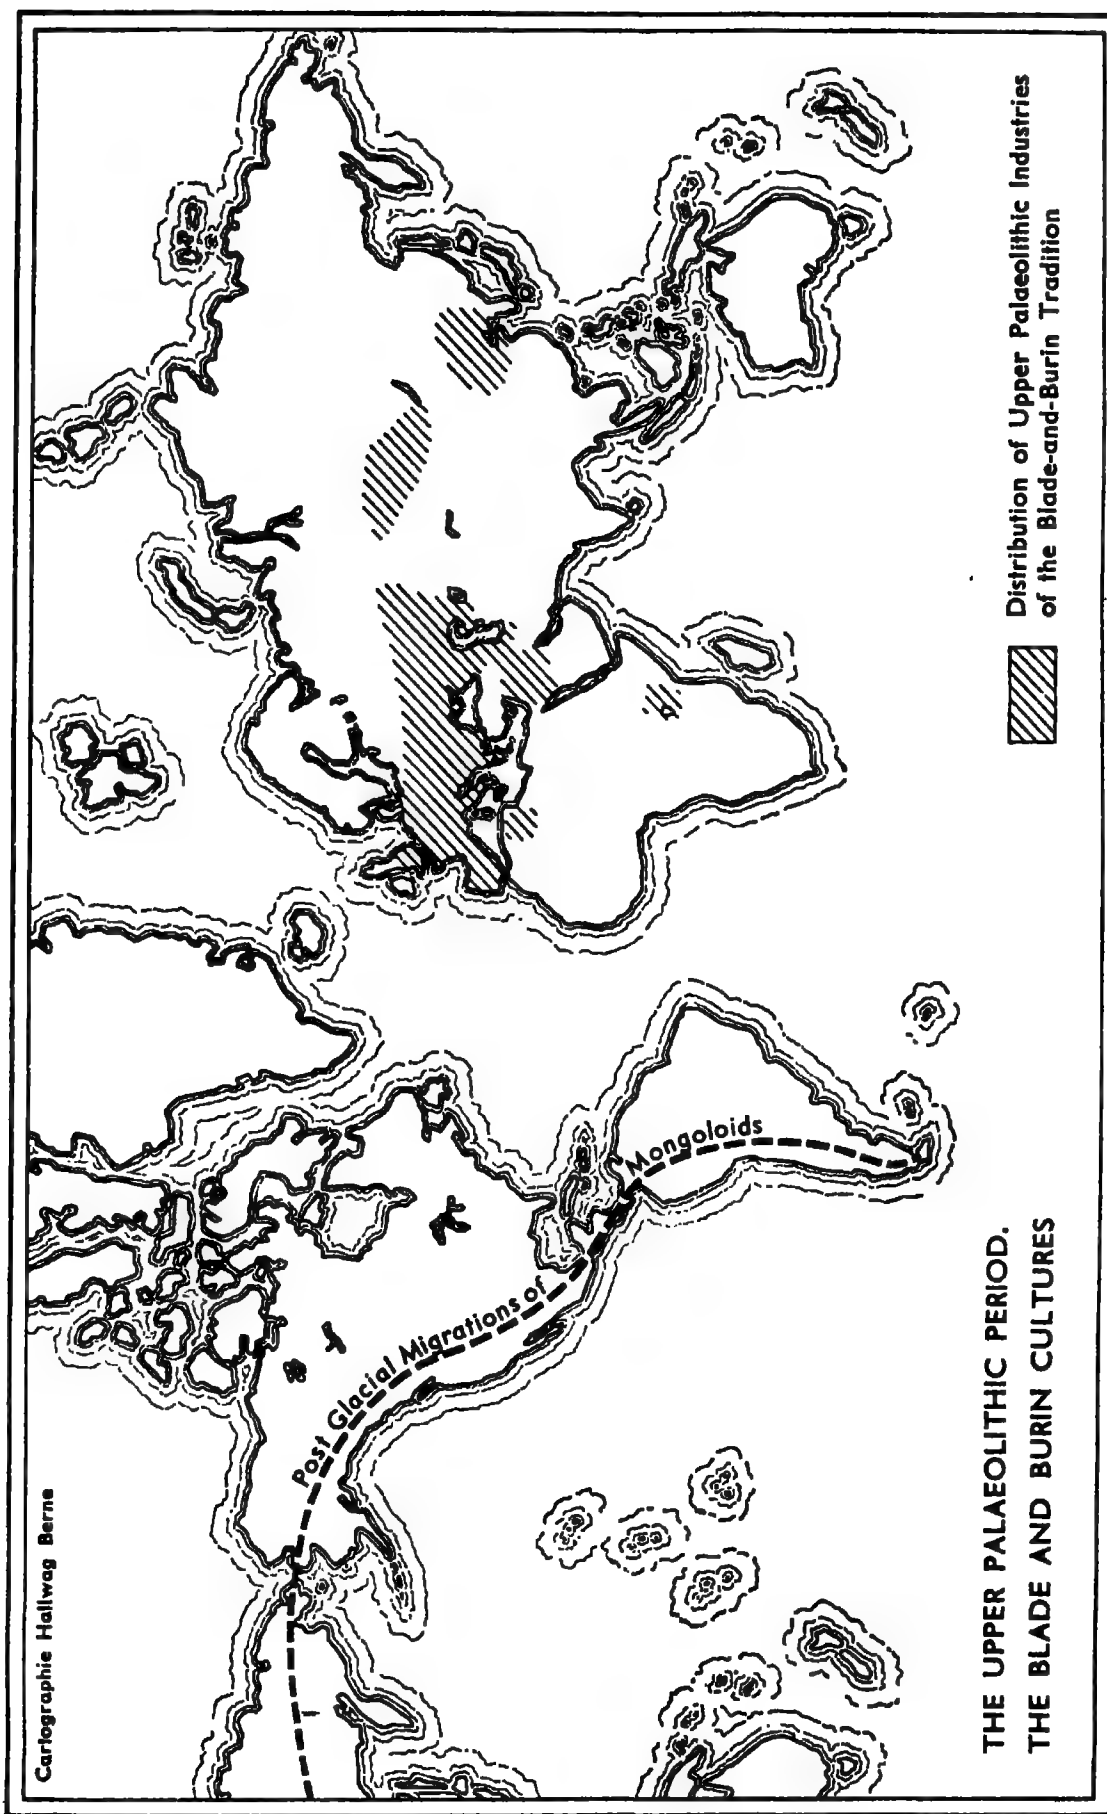 Cartographie Hallwag Berne
Post Glacial Migrations of
Mongoloids
THE UPPER PALAEOLITHIC PERIOD.
THE BLADE AND BURIN CULTURES
Distribution of Upper Palaeolithic Industries
of the Blade-and-Burin Tradition